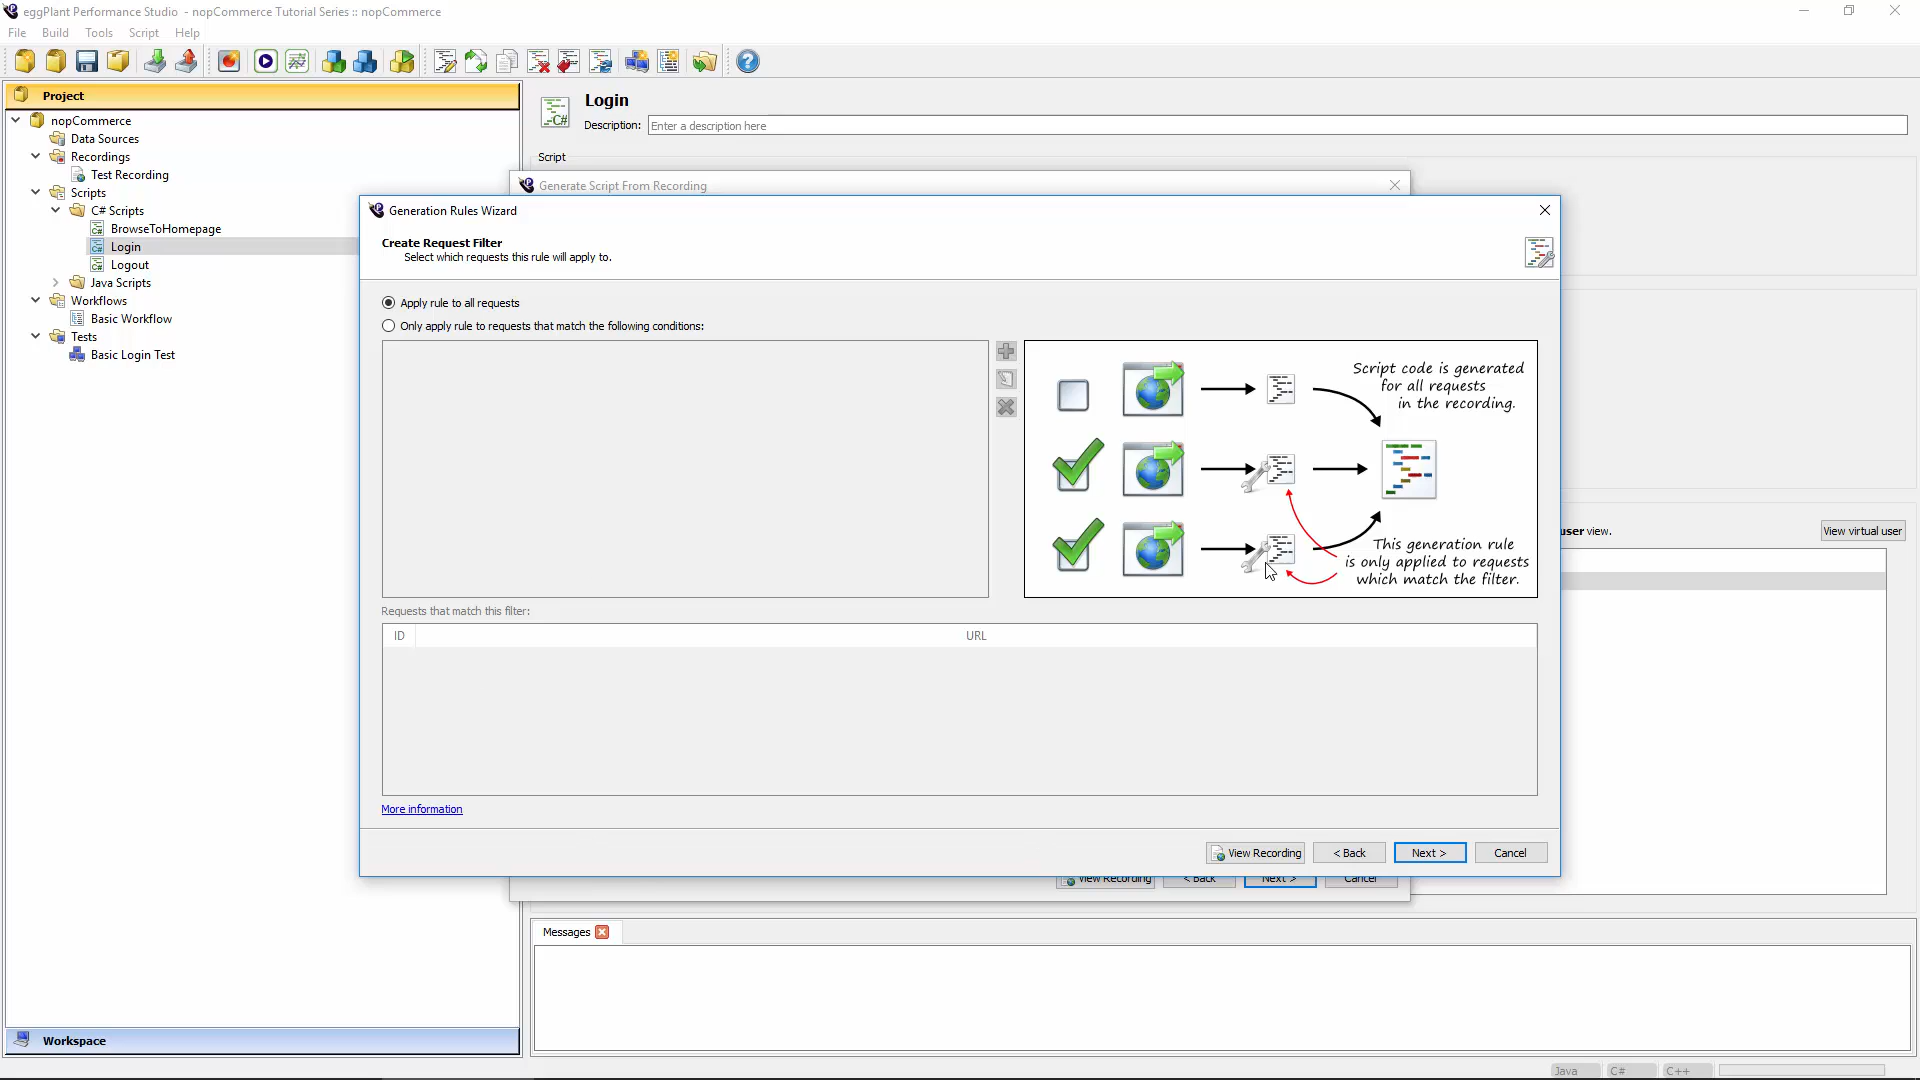 eggPlant Performance Studio - nopCommerce Tutorial Series :: nopCommerce
File Build Tools Script Help
Project
nopCommerce
Data Sources
Recordings
Test Recording
Scripts
C# Scripts
BrowseToHomepage
Login
Logout
Java Scripts
Workflows
Basic Workflow
Tests
Basic Login Test
Workspace
Login
Description: Enter a description here
Script
Generate Script From Recording
Generation Rules Wizard
Create Request Filter
Select which requests this rule will apply to.
Apply rule to all requests
Only apply rule to requests that match the following conditions:
Script code is generated
for all requests
in the recording.
This generation rule
is only applied to requests
which match the filter.
Requests that match this filter:
ID URL
More information
View Recording < Back Next > Cancel
View Recording < Back Next > Cancel
user view. View virtual user
Messages
Java C# C++